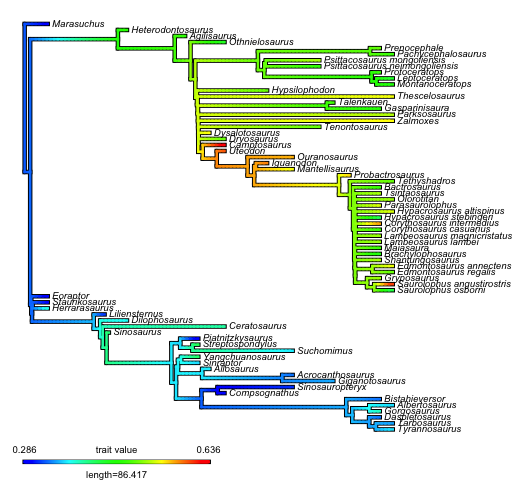 Marasuchus
Heterodontosaurus
Agilisaurus
Othnielosaurus
Prenocephale
Pachycephalosaurus
Psittacosaurus mongoliensis
Psittacosaurus neimongoliensis
Protoceratops
Leptoceratops
Montanoceratops
Hypsilophodon
Thescelosaurus
Talenkauen
Gasparinisaura
Parksosaurus
Zalmoxes
Tenontosaurus
Dysalotosaurus
Dryosaurus
Camptosaurus
Uteodon
Ouranosaurus
Iguanodon
Mantellisaurus
Probactrosaurus
Tethyshadros
Bactrosaurus
Tsintaosaurus
Olorotitan
Parasaurolophus
Hypacrosaurus altispinus
Hypacrosaurus stebingeri
Corythosaurus intermedius
Corythosaurus casuarius
Lambeosaurus magnicristatus
Lambeosaurus lambei
Maiasaura
Brachylophosaurus
Shantungosaurus
Edmontosaurus annectens
Edmontosaurus regalis
Gryposaurus
Saurolophus angustirostris
Saurolophus osborni
Eoraptor
Staurikosaurus
Herrarasaurus
Liliensternus
Dilophosaurus
Ceratosaurus
Sinosaurus
Piatnitzkysaurus
Streptospondylus
Suchomimus
Yangchuanosaurus
Sinraptor
Allosaurus
Acrocanthosaurus
Giganotosaurus
Sinosauropteryx
Compsognathus
Bistahieversor
Albertosaurus
Gorgosaurus
Daspletosaurus
Tarbosaurus
Tyrannosaurus
0.286 trait value 0.636
length=86.417